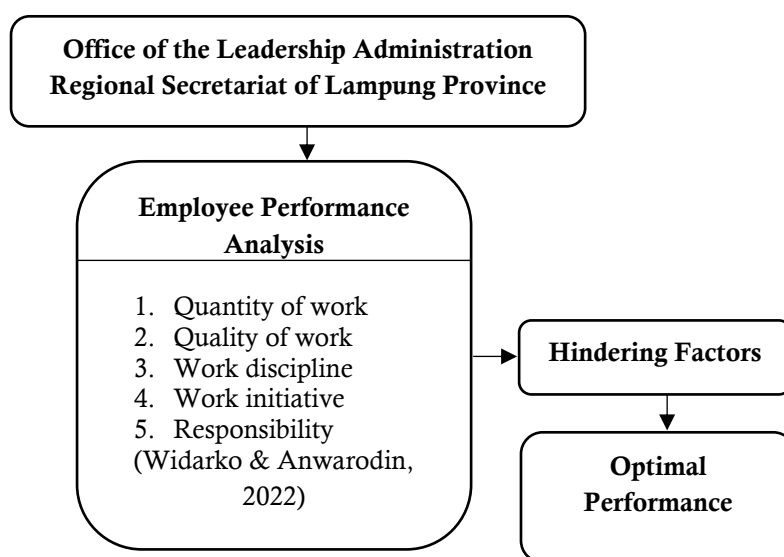 Office of the Leadership Administration
Regional Secretariat of Lampung Province
Employee Performance
Analysis
1. Quantity of work
2. Quality of work
3. Work discipline
4. Work initiative
5. Responsibility
(Widarko & Anwarodin,
2022)
Hindering Factors
Optimal
Performance